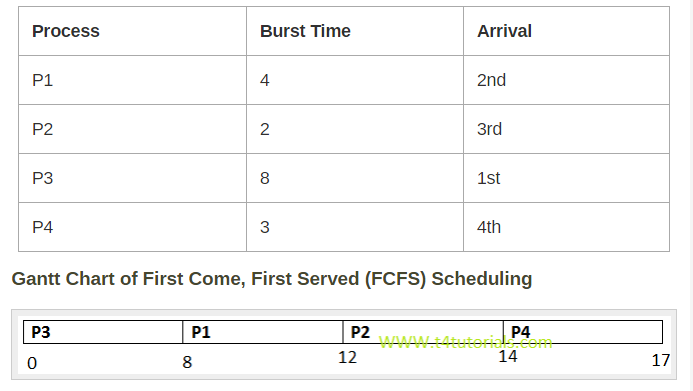 Process Burst Time Arrival
P1 4 2nd
P2 2 3rd
P3 8 1st
P4 3 4th
Gantt Chart of First Come, First Served (FCFS) Scheduling
P3 P1 P2 P4
WWW.t4tutorials.com
0 8 12 14 17